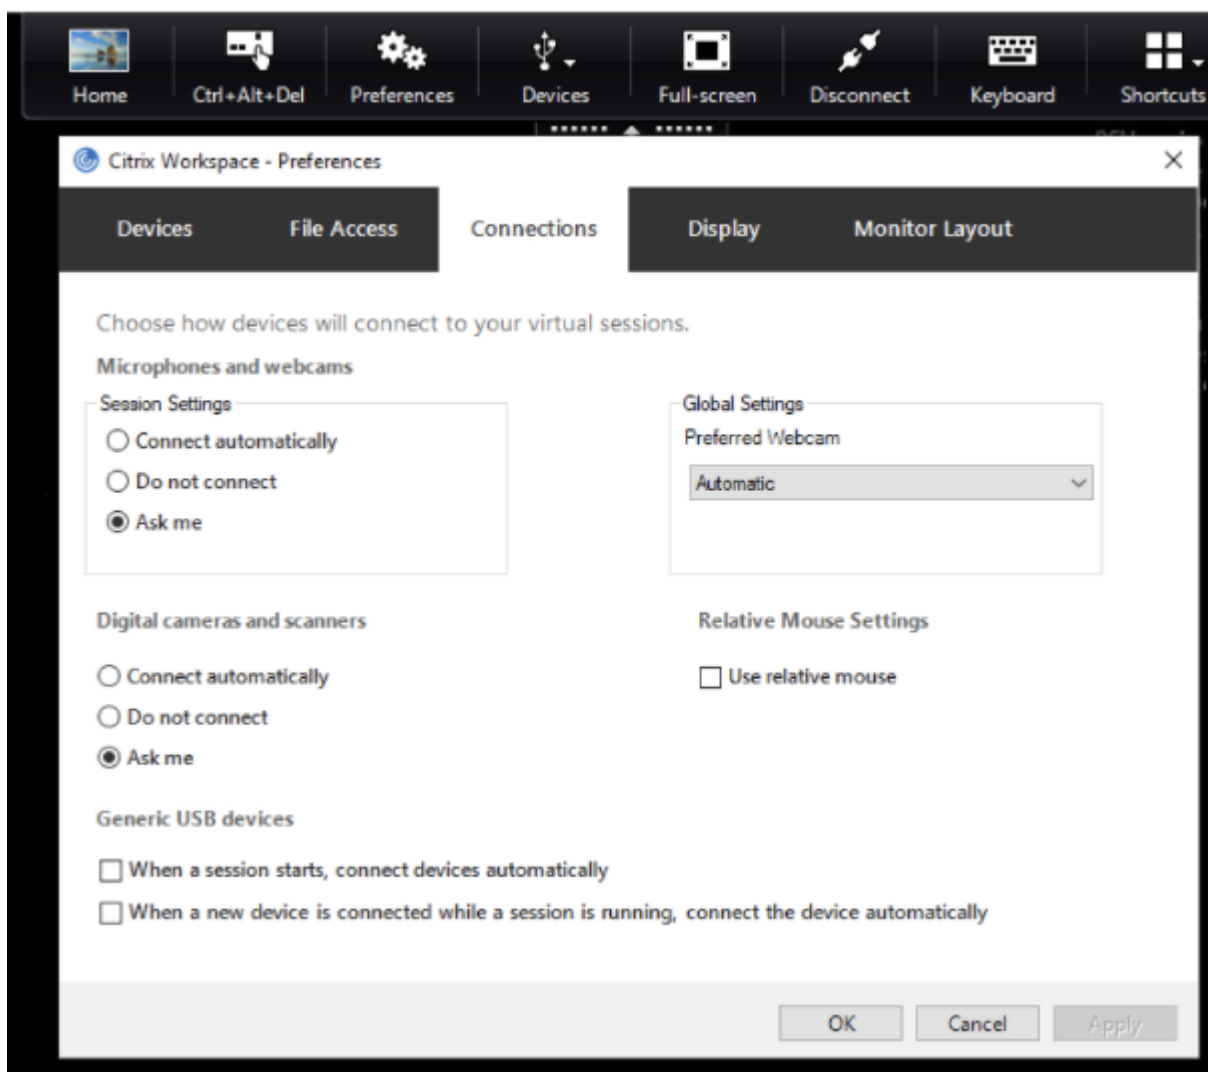 Home Ctrl+Alt+Del Preferences Devices Full-screen Disconnect Keyboard Shortcuts
Citrix Workspace - Preferences
Devices File Access Connections Display Monitor Layout
Choose how devices will connect to your virtual sessions.
Microphones and webcams
Session Settings
Connect automatically
Do not connect
Ask me
Global Settings
Preferred Webcam
Automatic
Digital cameras and scanners
Connect automatically
Do not connect
Ask me
Relative Mouse Settings
Use relative mouse
Generic USB devices
When a session starts, connect devices automatically
When a new device is connected while a session is running, connect the device automatically
OK Cancel Apply